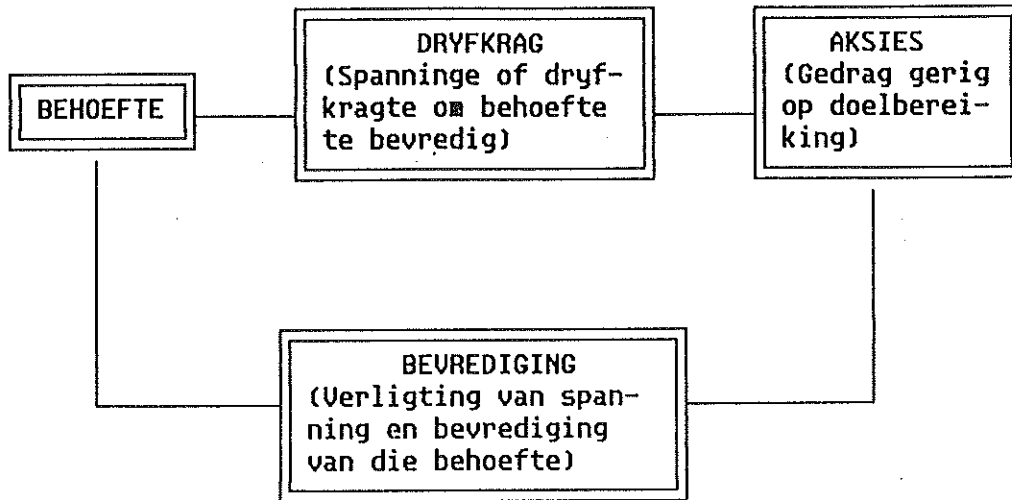 BEHOEFTE
DRYFKRAG
(Spanninge of dryf-
kragte om behoefte
te bevredig)
AKSIES
(Gedrag gerig
op doelberei-
king)
BEVREDIGING
(Verligting van span-
ning en bevrediging
van die behoefte)